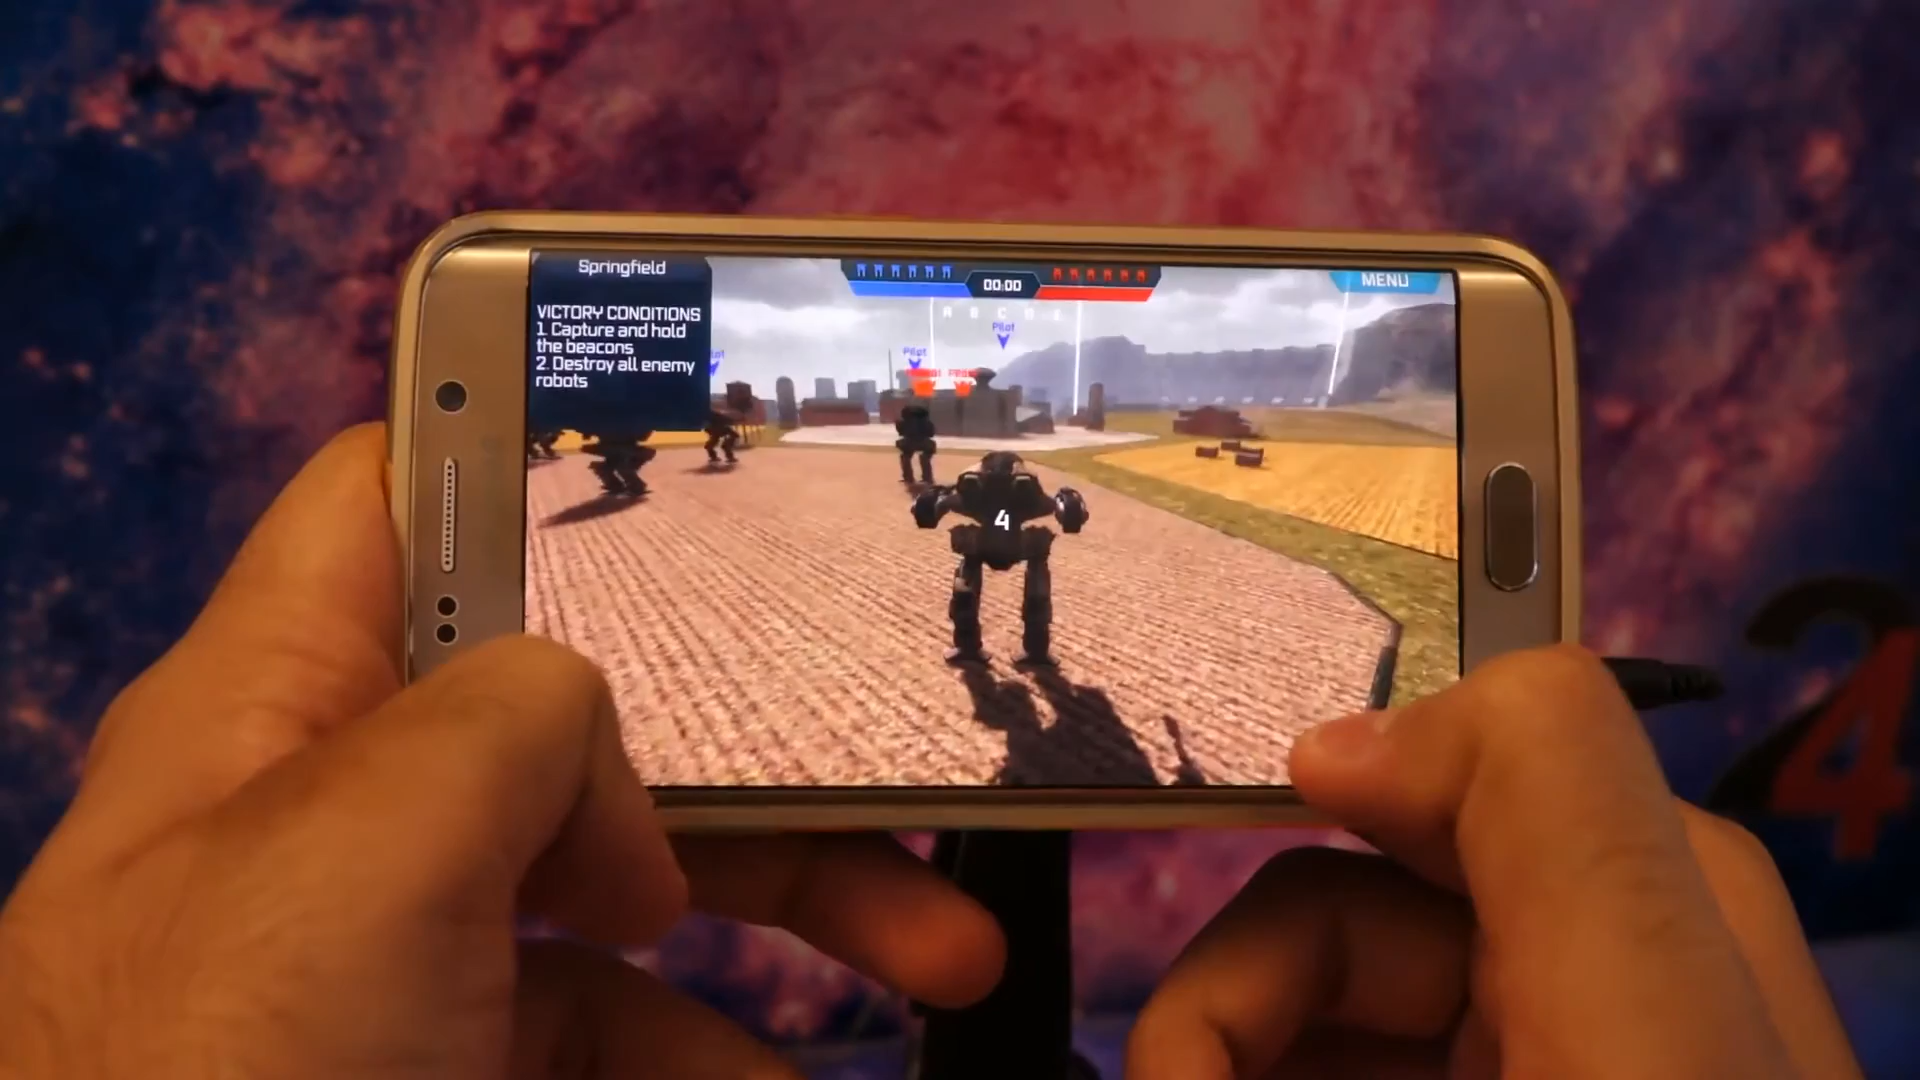 Springfield
VICTORY CONDITIONS
1. Capture and hold
the beacons
2. Destroy all enemy
robots
00:00
MENU
A B C D E
Pilot
Pilot
4
24